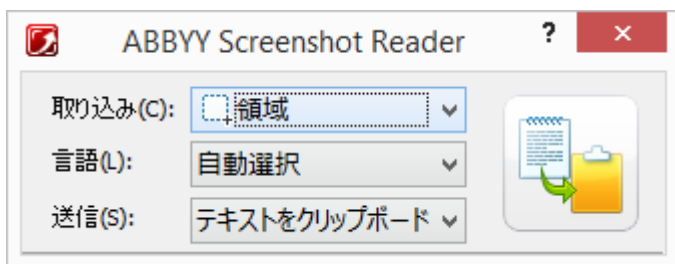 ABBYY Screenshot Reader ? ×
取り込み(C): 領域
言語(L): 自動選択
送信(S): テキストをクリップボード